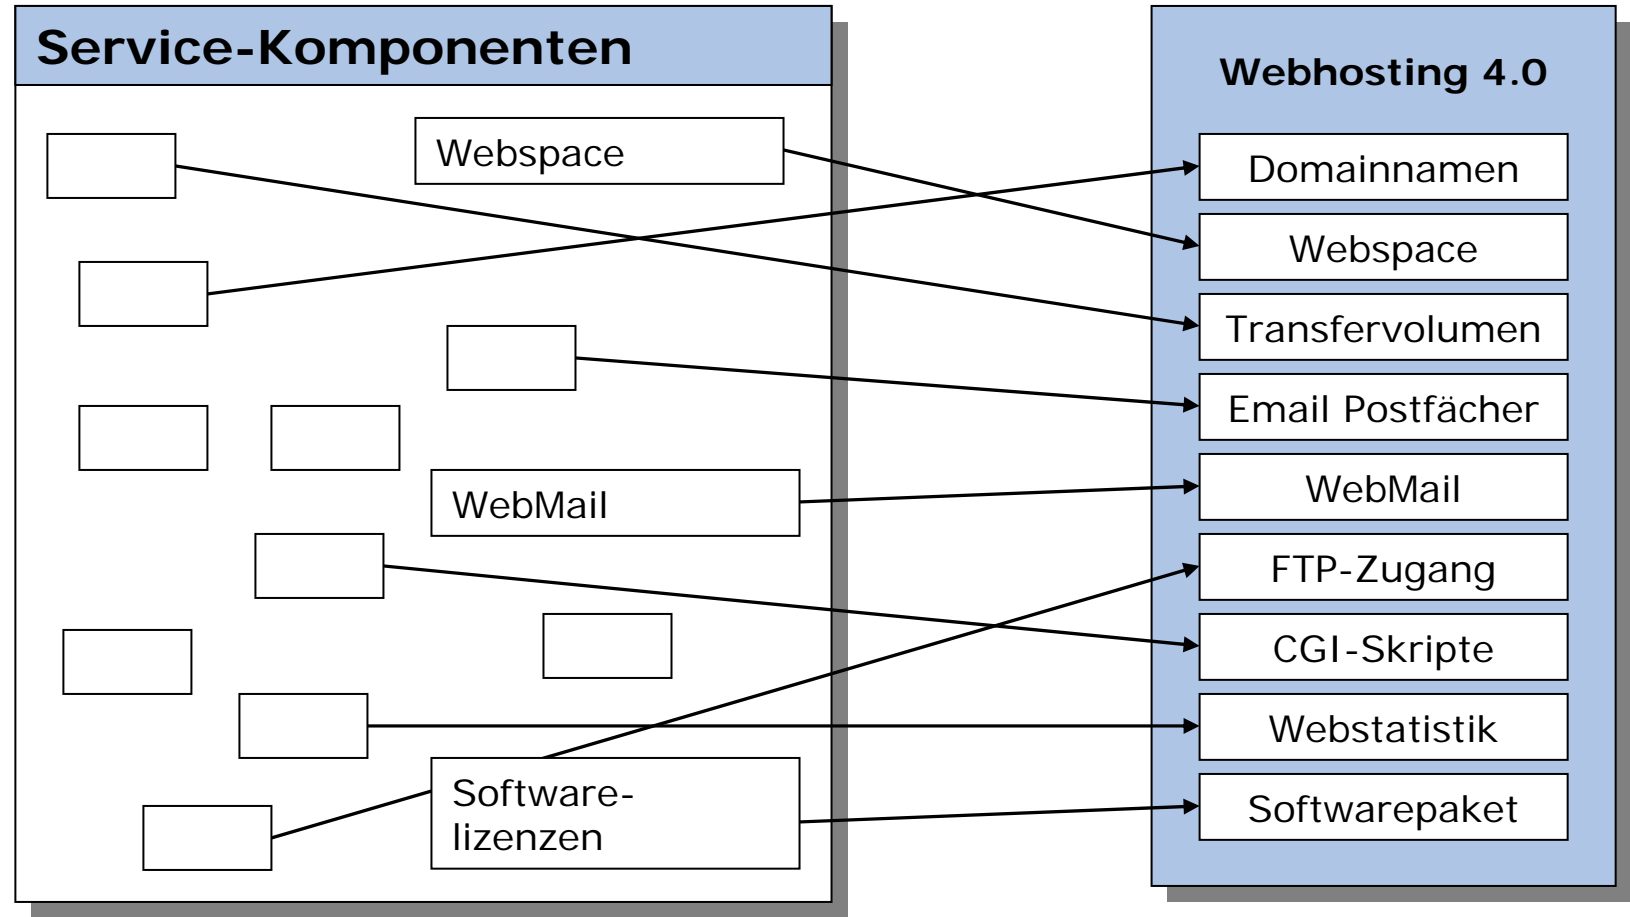 Service-Komponenten
Webspace
WebMail
Software-
lizenzen
Webhosting 4.0
Domainnamen
Webspace
Transfervolumen
Email Postfächer
WebMail
FTP-Zugang
CGI-Skripte
Webstatistik
Softwarepaket